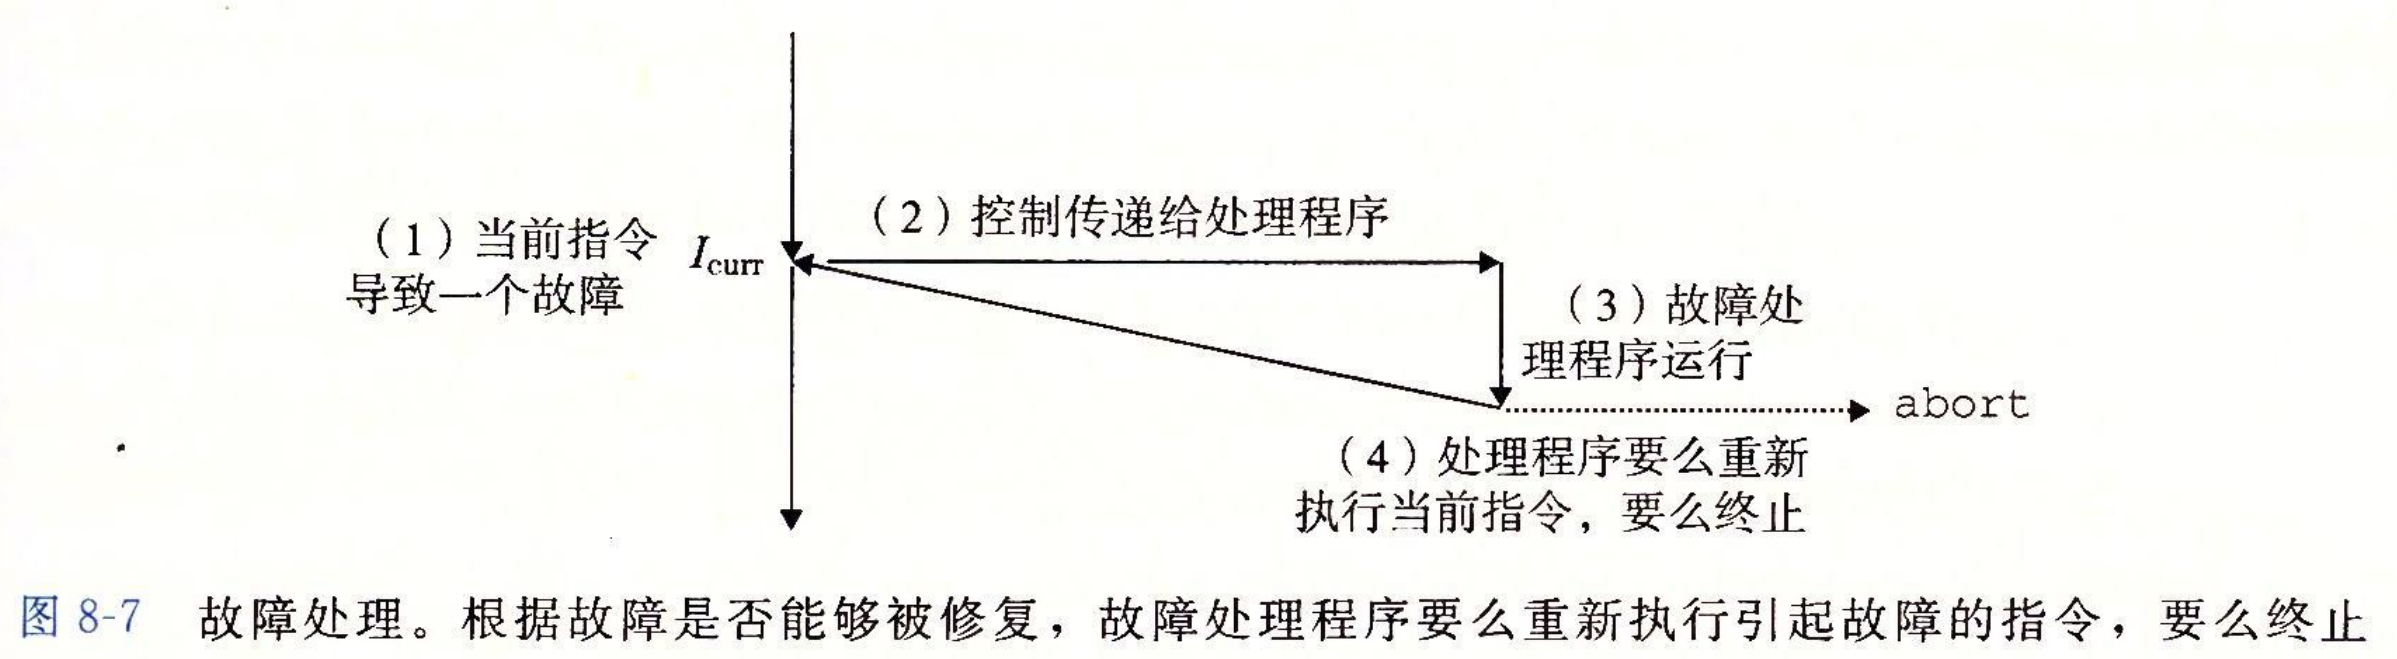 （1）当前指令
导致一个故障
Icurr
（2）控制传递给处理程序
（3）故障处
理程序运行
abort
（4）处理程序要么重新
执行当前指令，要么终止
图 8-7 故障处理。根据故障是否能够被修复，故障处理程序要么重新执行引起故障的指令，要么终止